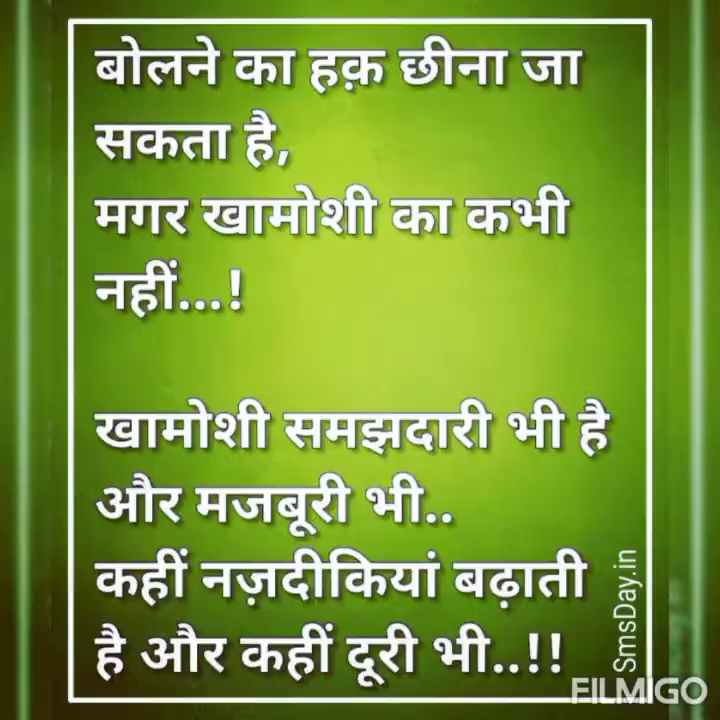 बोलने का हक़ छीना जा
सकता है,
मगर खामोशी का कभी
नहीं...!
खामोशी समझदारी भी है
और मजबूरी भी..
कहीं नज़दीकियां बढ़ाती
है और कहीं दूरी भी..!!
SmsDay.in
FILMIGO